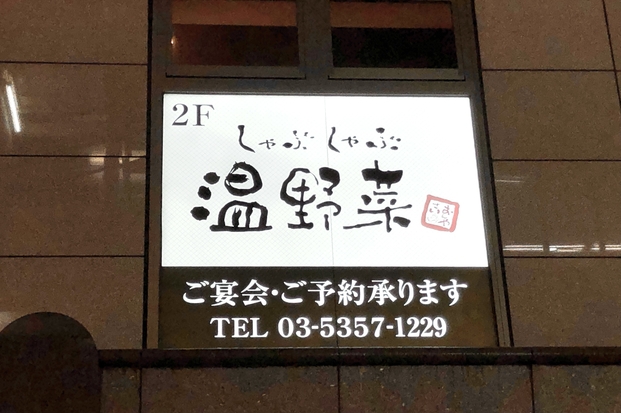 2F
しゃぶしゃぶ
温野菜
ご宴会・ご予約承ります
TEL 03-5357-1229